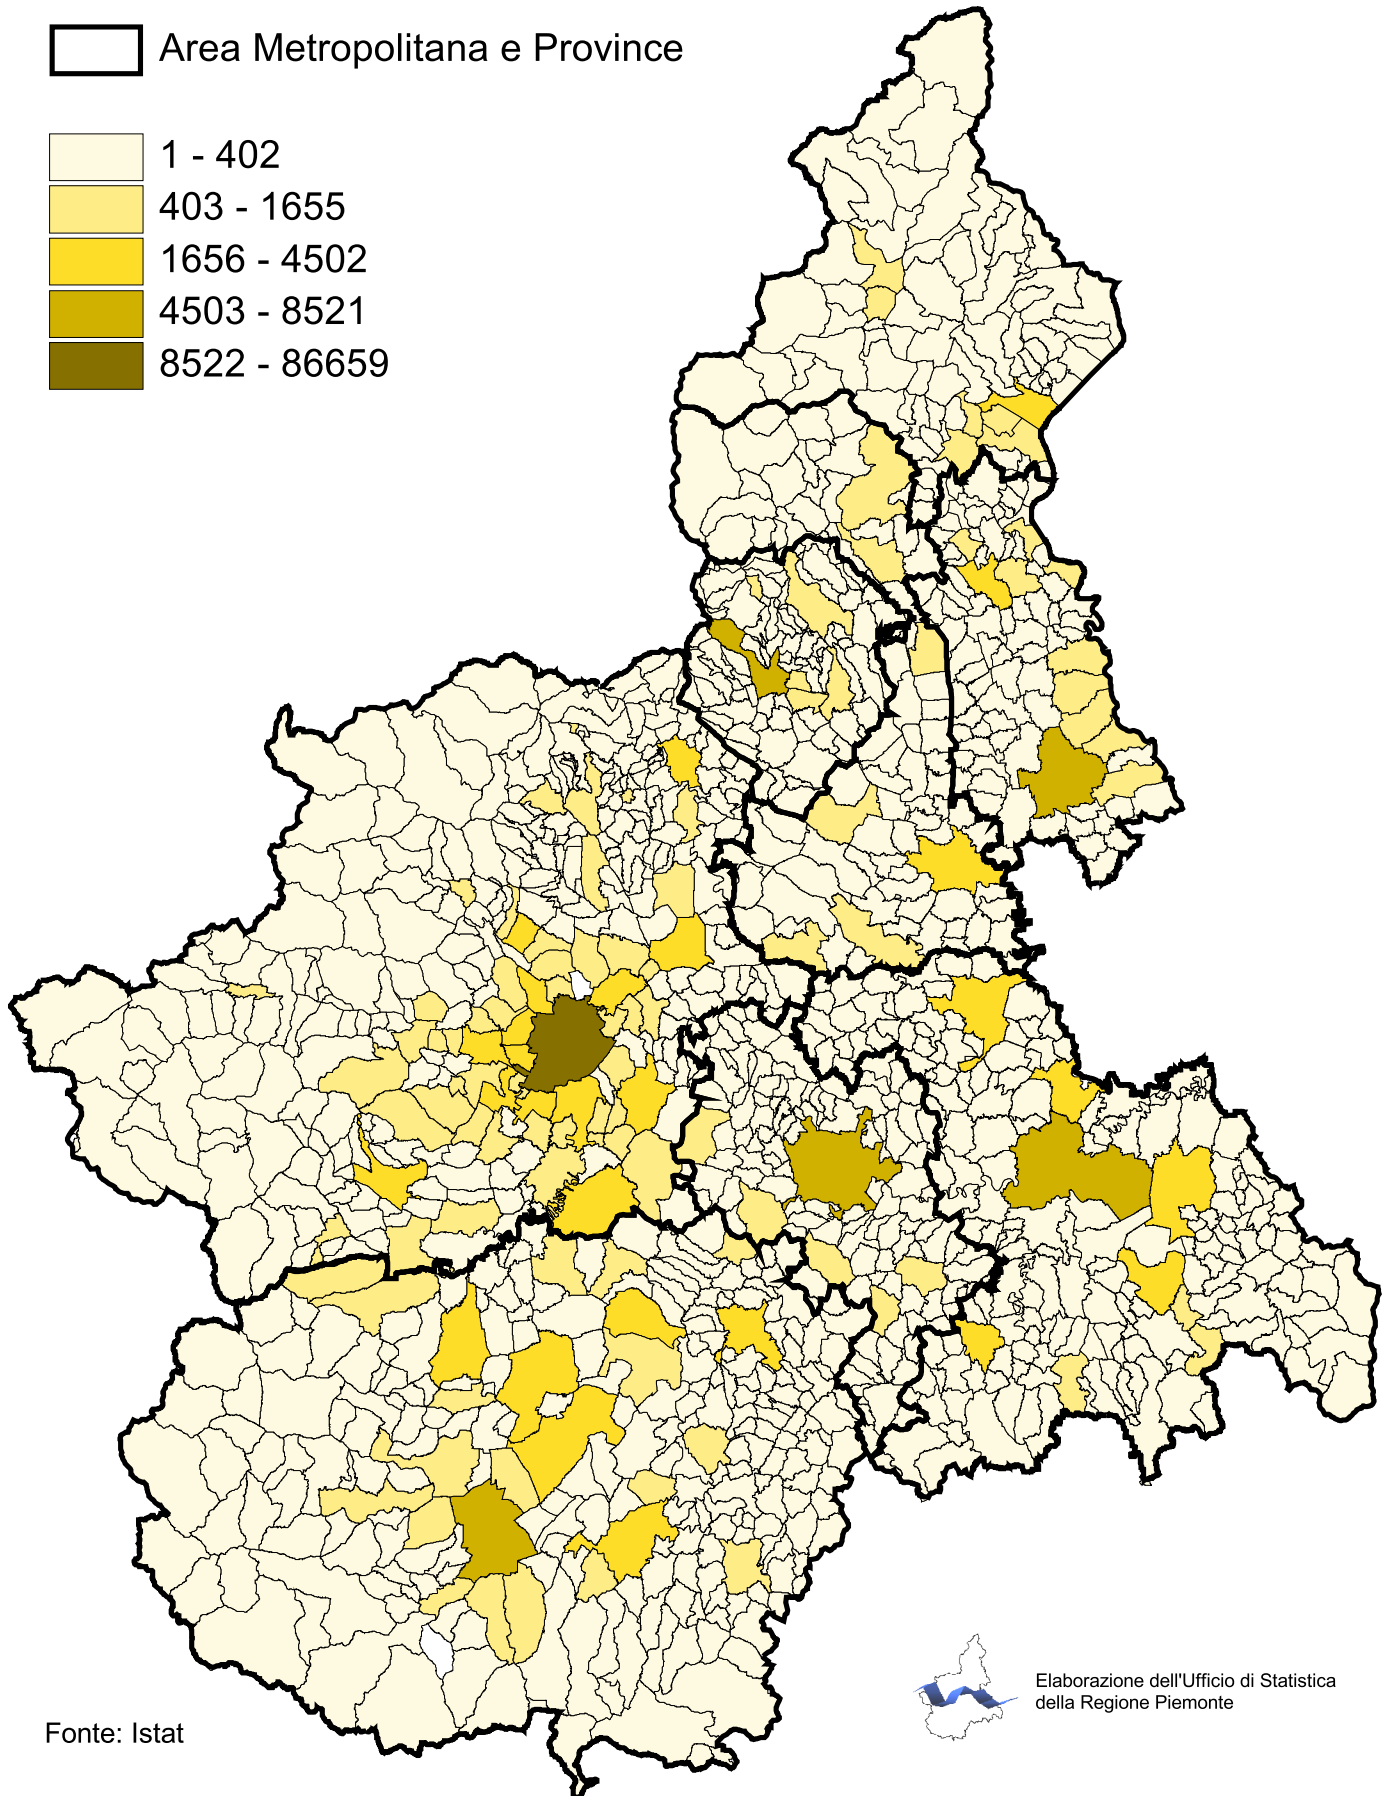 Area Metropolitana e Province
1 - 402
403 - 1655
1656 - 4502
4503 - 8521
8522 - 86659
Elaborazione dell'Ufficio di Statistica
della Regione Piemonte
Fonte: Istat